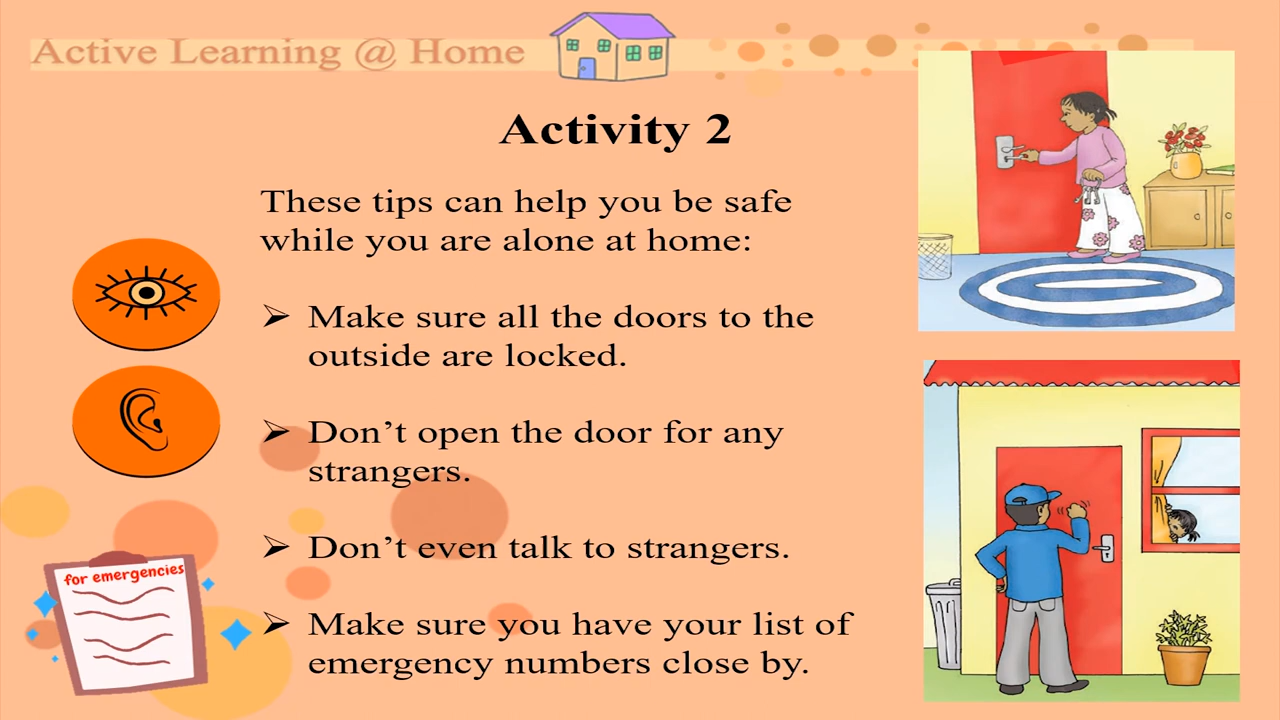 Active Learning @ Home
Activity 2
These tips can help you be safe
while you are alone at home:
➢ Make sure all the doors to the
outside are locked.
➢ Don’t open the door for any
strangers.
➢ Don’t even talk to strangers.
➢ Make sure you have your list of
emergency numbers close by.
for emergencies